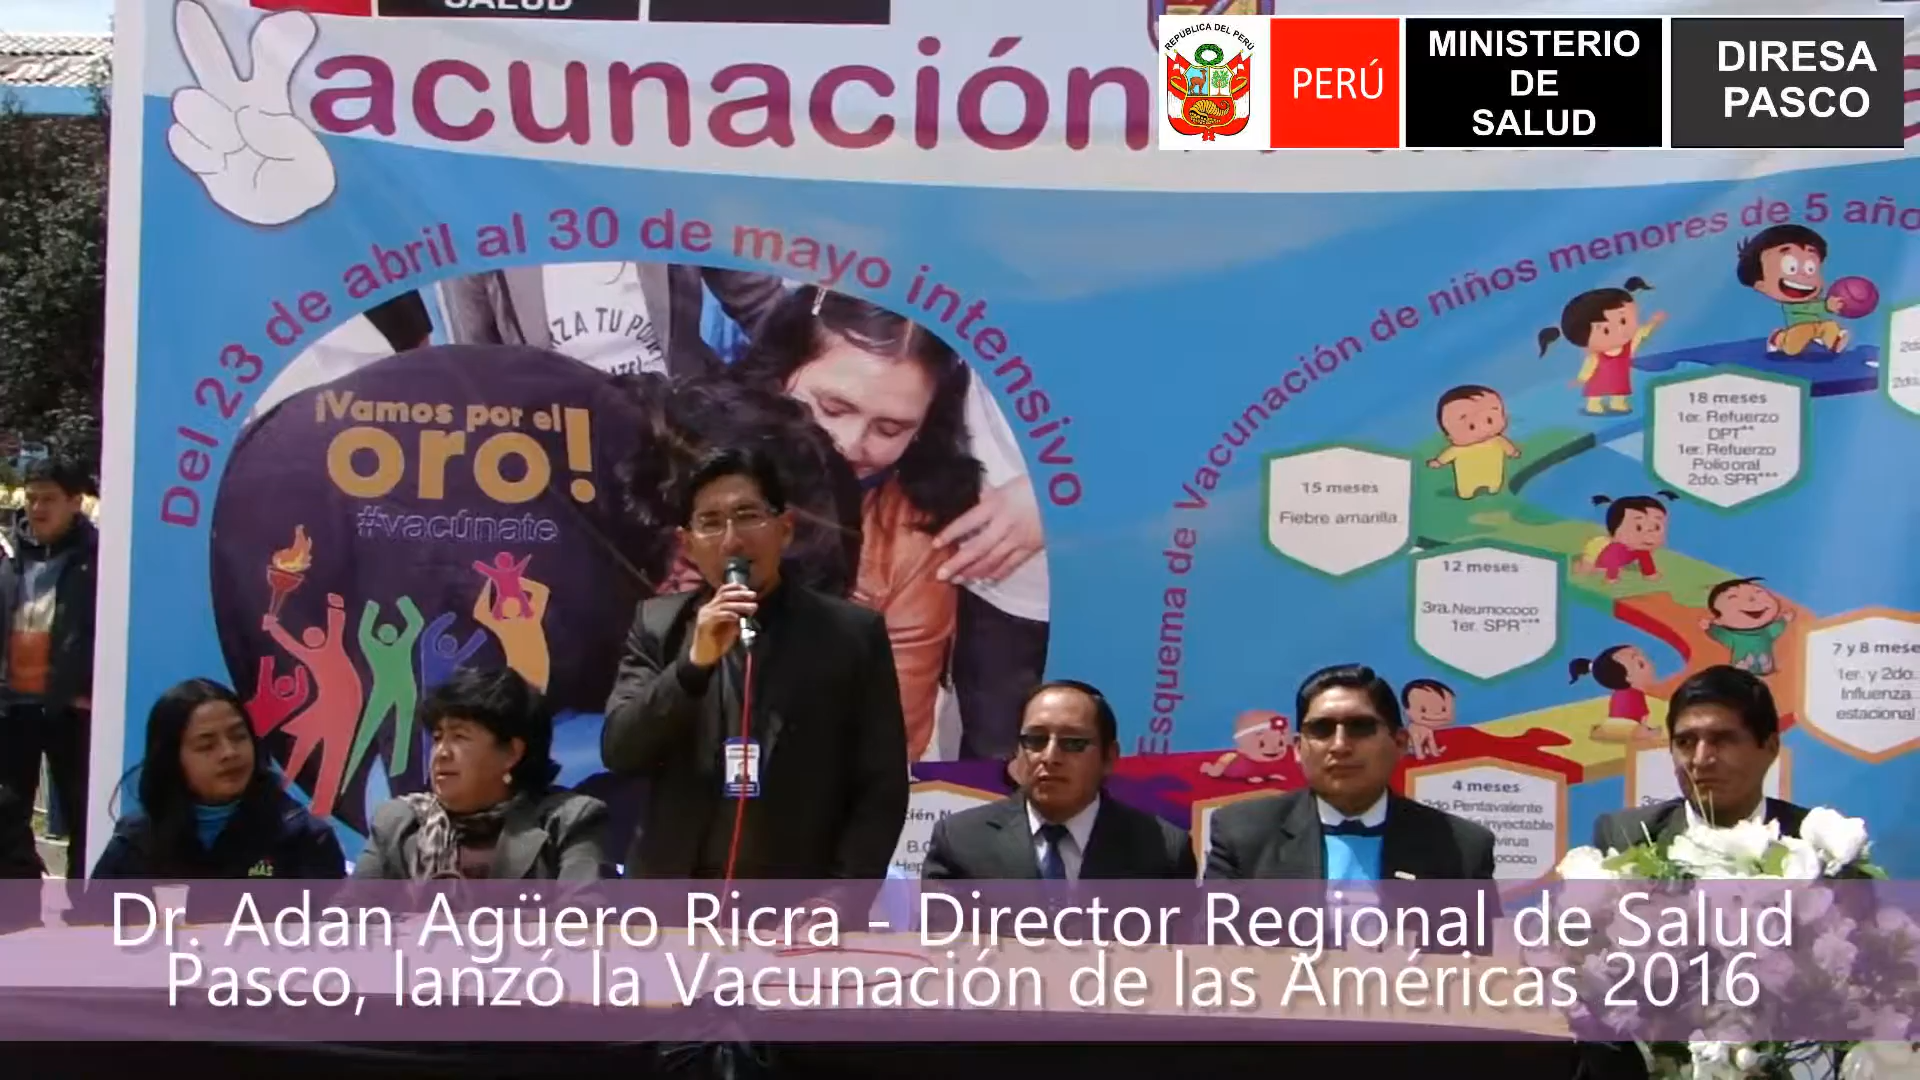 SALUD
REPÚBLICA DEL PERÚ
PERÚ
MINISTERIO
DE
SALUD
DIRESA
PASCO
acunación
Del 23 de abril al 30 de mayo intensivo
¡Vamos por el
oro!
#vacúnate
ZA TU
Esquema de Vacunación de niños menores de 5
18 meses
1er. Refuerzo
DPT**
1er. Refuerzo
Polio oral
2do. SPR***
15 meses
Fiebre amarilla
12 meses
3ra. Neumococo
1er. SPR***
7 y 8
1er. y 2do.
Influenza
estacional
4 meses
2do Pentavalente
inyectable
Dr. Adan Agüero Ricra - Director Regional de Salud
Pasco, lanzó la Vacunación de las Américas 2016